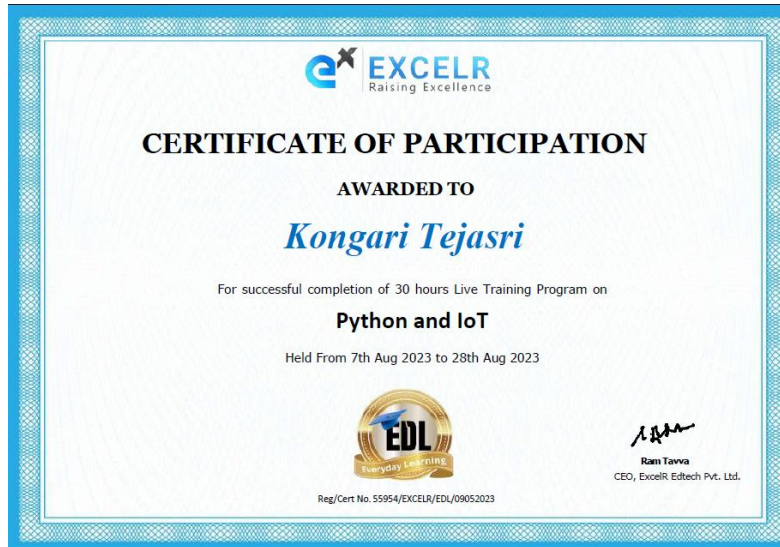 ex EXCELR
Raising Excellence
CERTIFICATE OF PARTICIPATION
AWARDED TO
Kongari Tejasri
For successful completion of 30 hours Live Training Program on
Python and IoT
Held From 7th Aug 2023 to 28th Aug 2023
EDL
Everyday Learning
Ram Tavva
CEO, ExcelR Edtech Pvt. Ltd.
Reg/Cert No. 55954/EXCELR/EDL/09052023